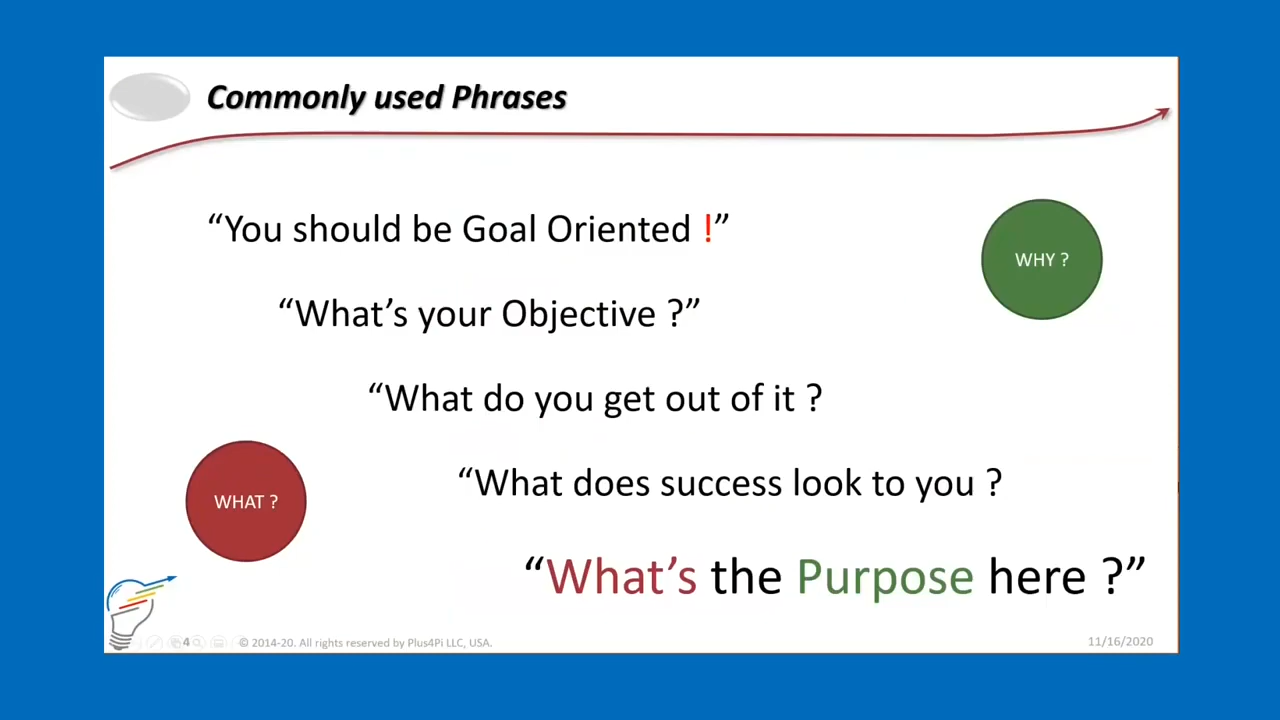 Commonly used Phrases
“You should be Goal Oriented !”
WHY ?
“What’s your Objective ?”
“What do you get out of it ?
“What does success look to you ?
WHAT ?
“What’s the Purpose here ?”
4
© 2014-20. All rights reserved by Plus4Pi LLC, USA.
11/16/2020